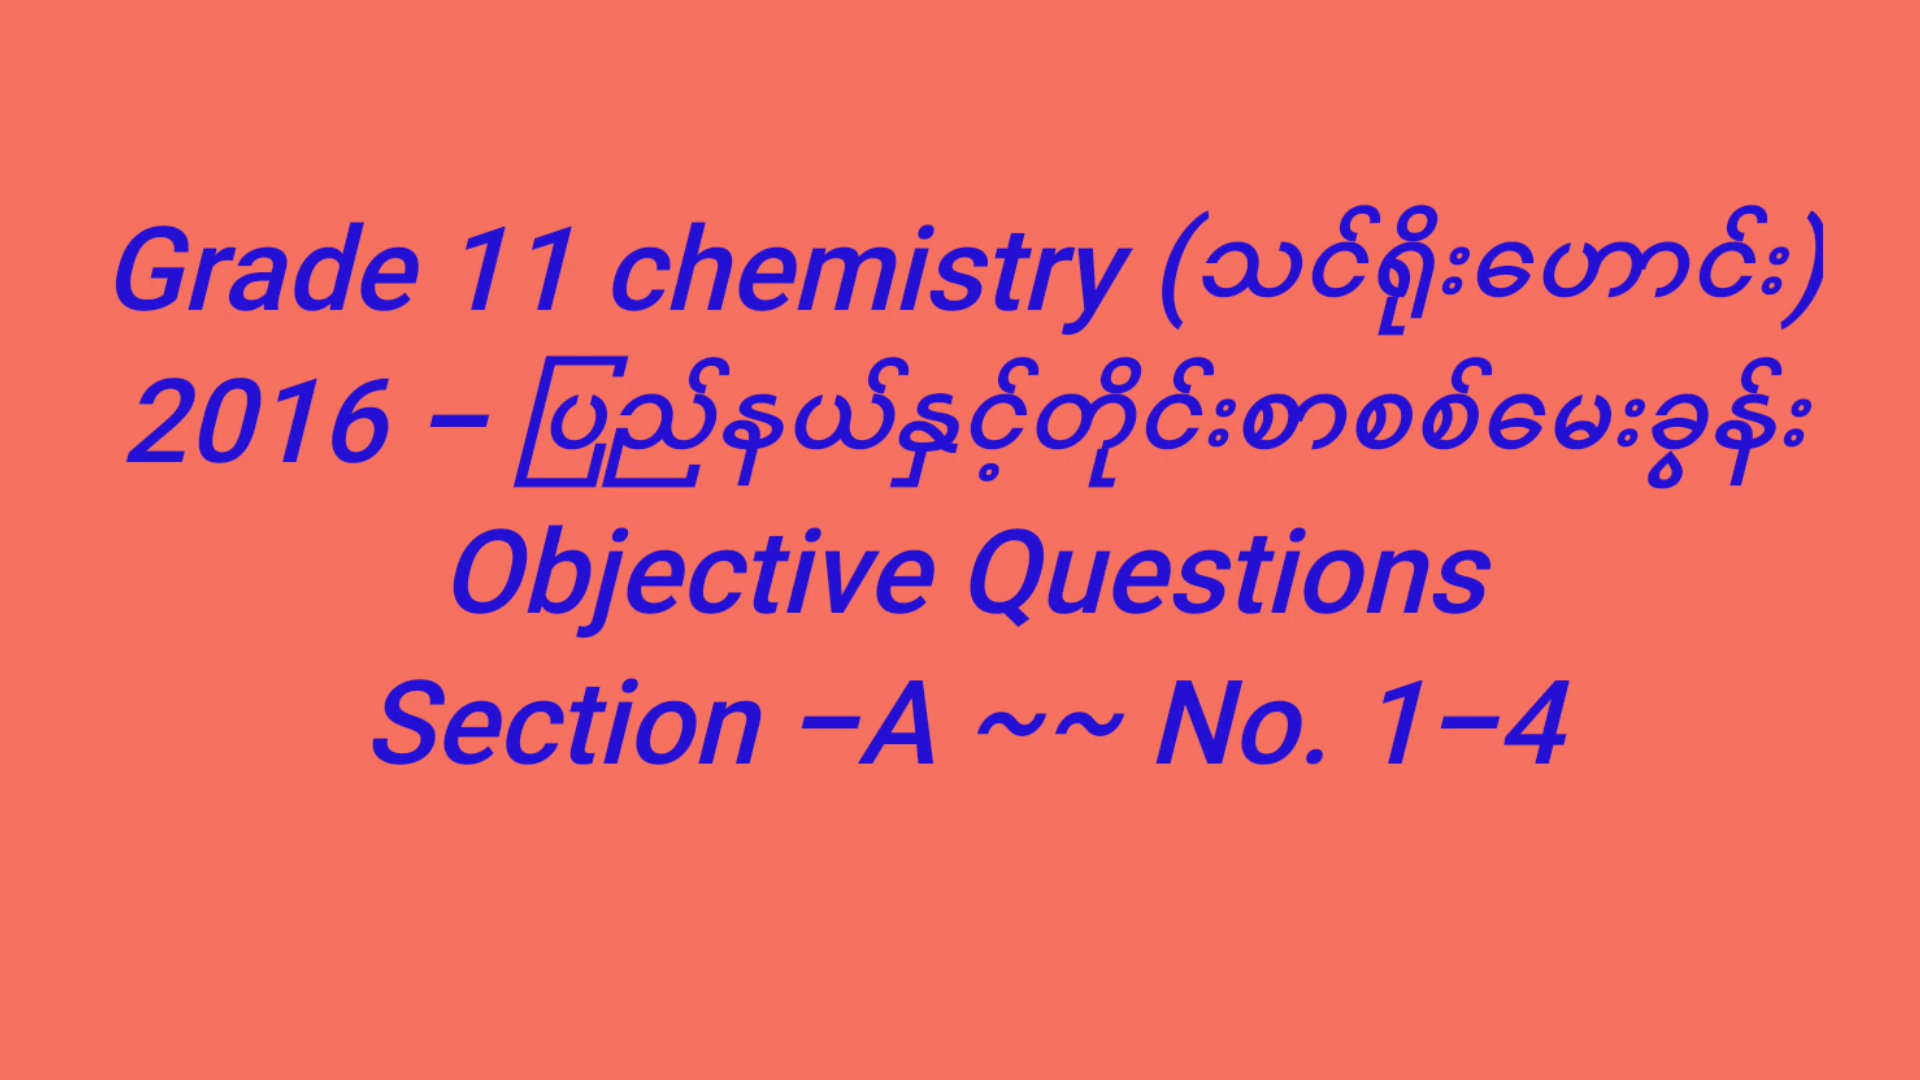 Grade 11 chemistry (သင်ရိုးဟောင်း)
2016 – ပြည်နယ်နှင့်တိုင်းစာစစ်မေးခွန်း
Objective Questions
Section –A ~~ No. 1–4